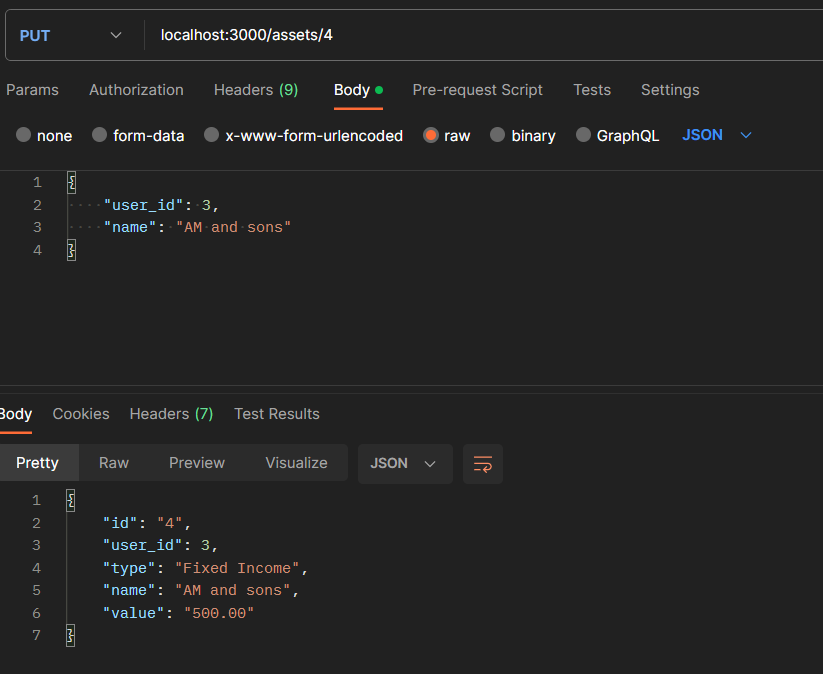 PUT localhost:3000/assets/4
Params Authorization Headers (9) Body Pre-request Script Tests Settings
none form-data x-www-form-urlencoded raw binary GraphQL JSON
1 {
2 "user_id": 3,
3 "name": "AM and sons"
4 }
Body Cookies Headers (7) Test Results
Pretty Raw Preview Visualize JSON
1 {
2 "id": "4",
3 "user_id": 3,
4 "type": "Fixed Income",
5 "name": "AM and sons",
6 "value": "500.00"
7 }